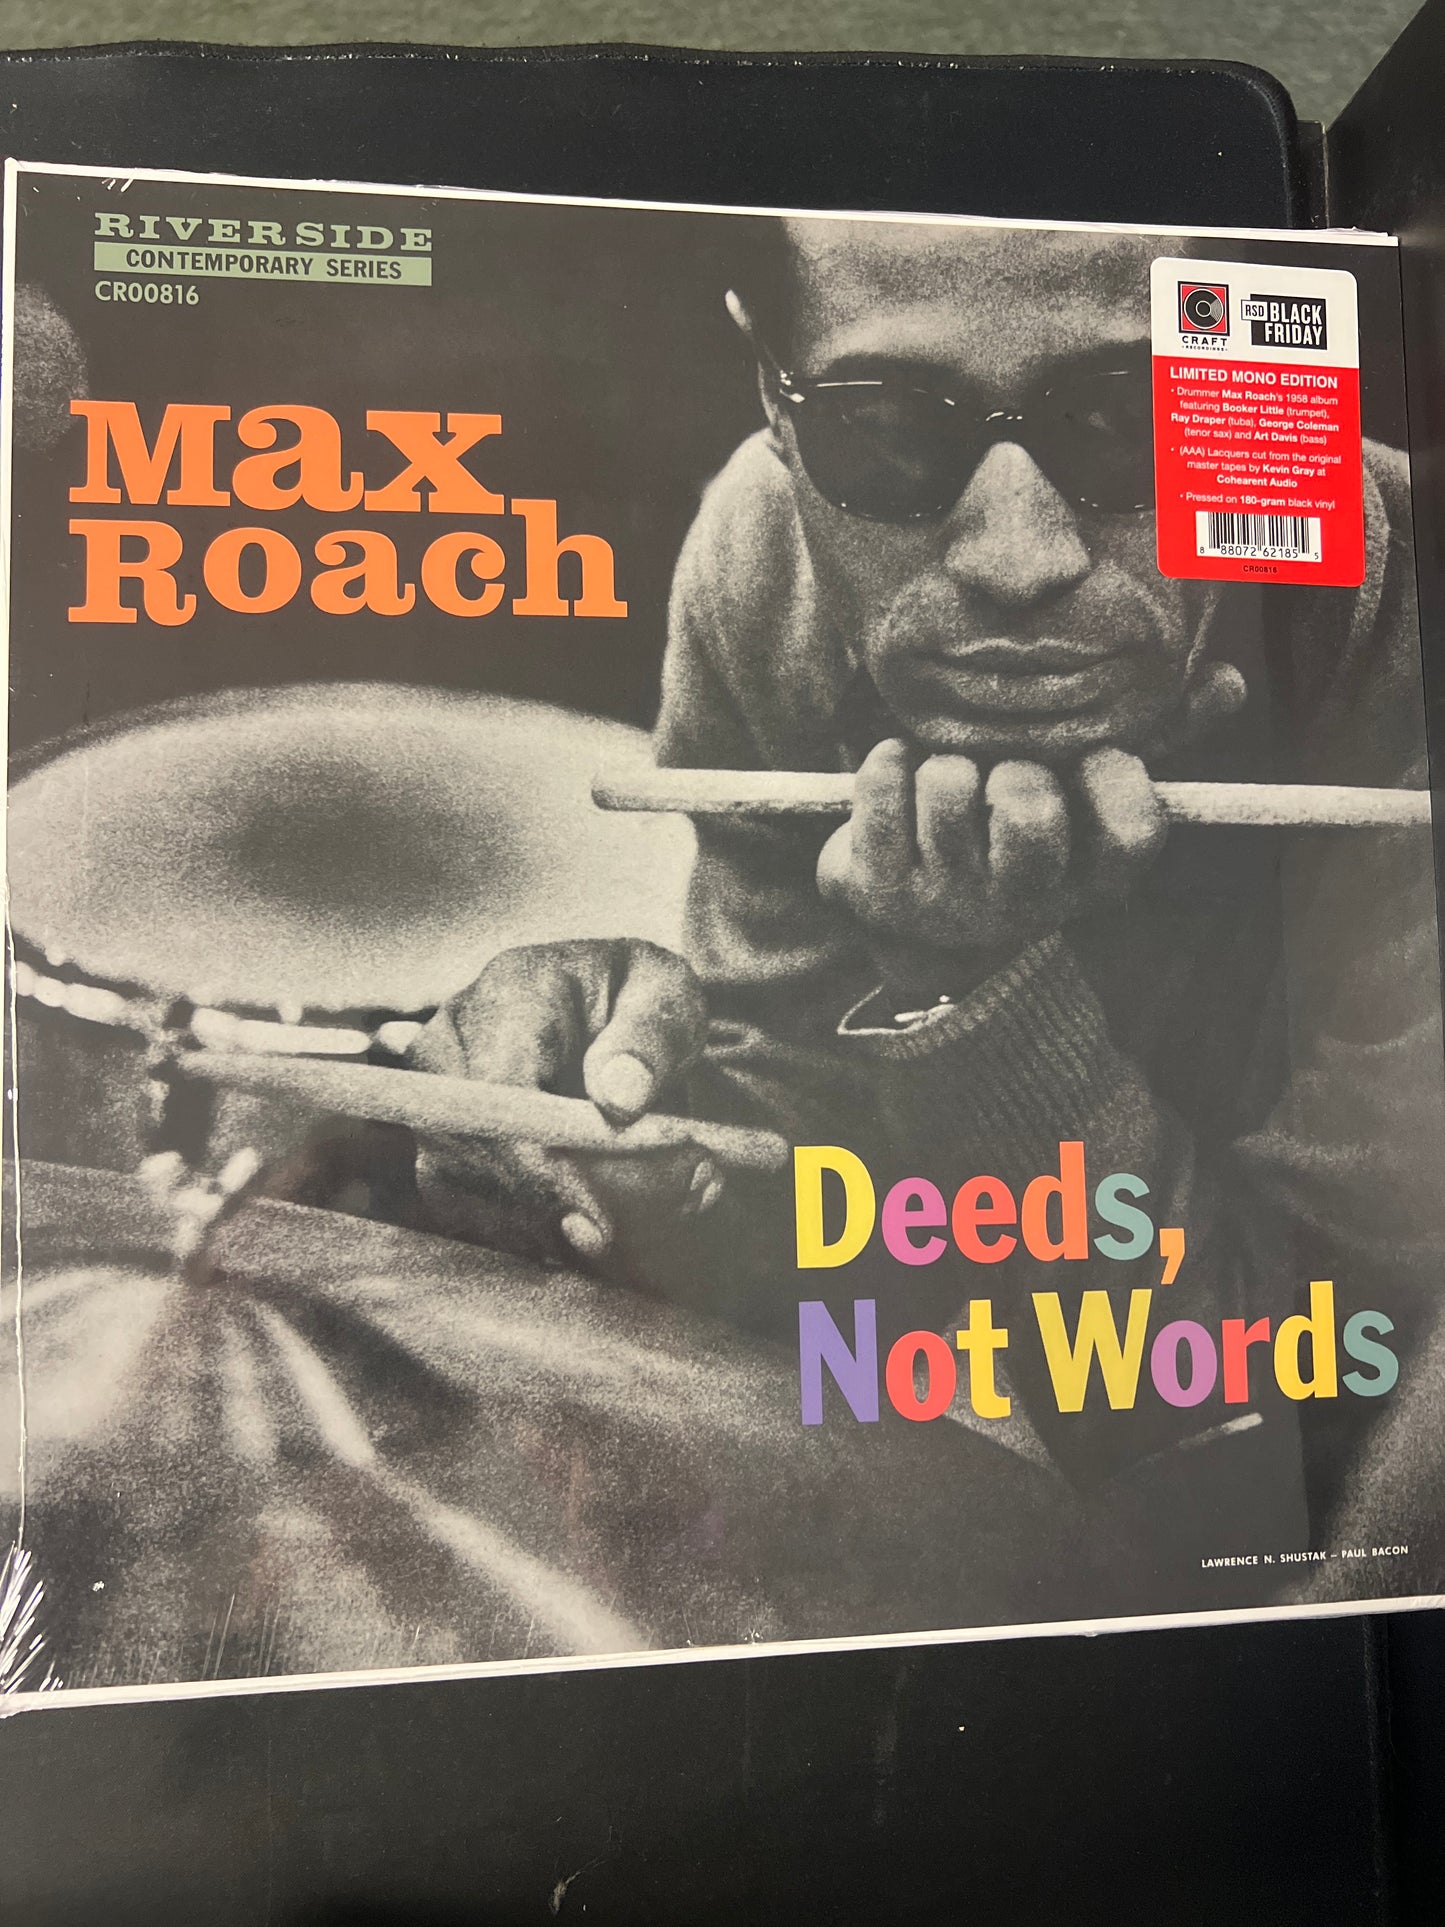 RIVERSIDE
CONTEMPORARY SERIES
CR00816
Max
Roach
CRAFT
RECORDINGS
RSD BLACK
FRIDAY
LIMITED MONO EDITION
• Drummer Max Roach's 1958 album
featuring Booker Little (trumpet),
Ray Draper (tuba), George Coleman
(tenor sax) and Art Davis (bass)
• (AAA) Lacquers cut from the original
master tapes by Kevin Gray at
Cohearent Audio
• Pressed on 180-gram black vinyl
8 88072 62185 5
CR00816
Deeds,
Not Words
LAWRENCE N. SHUSTAK – PAUL BACON